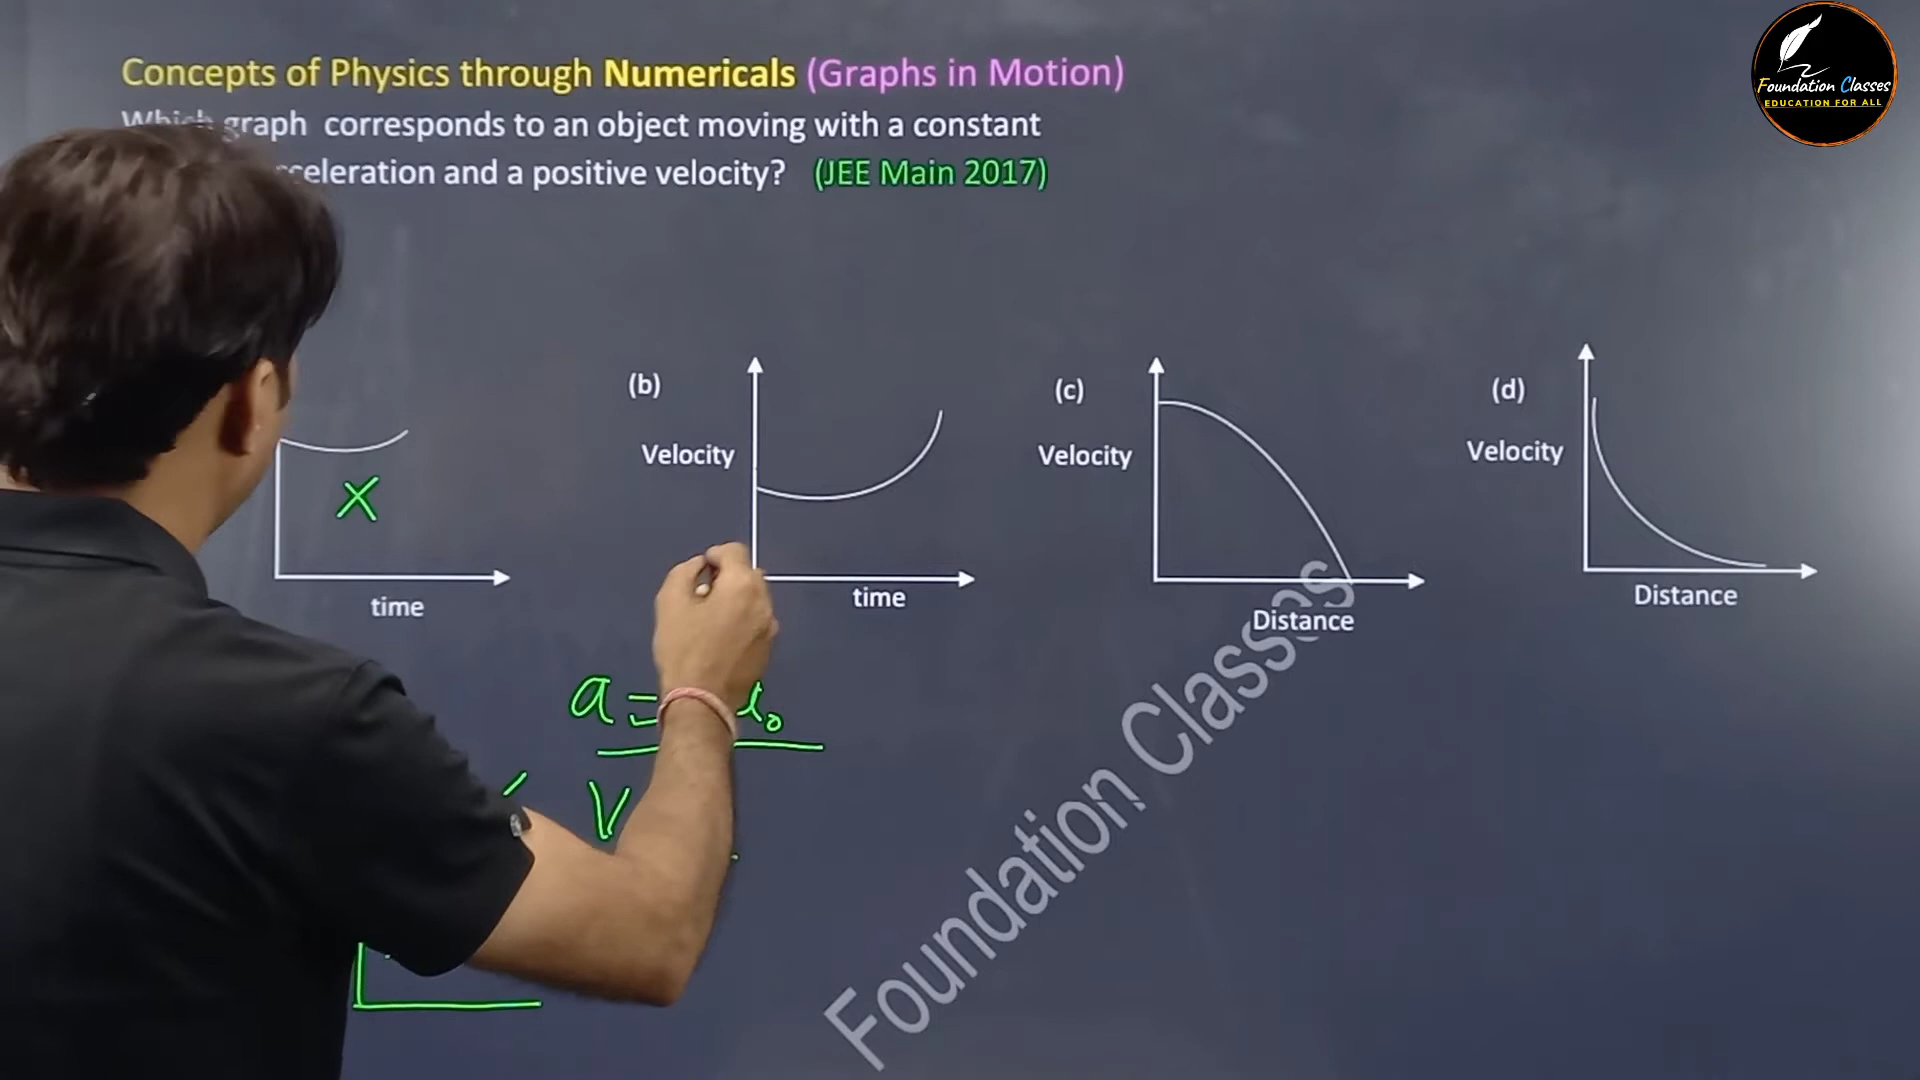 Concepts of Physics through Numericals (Graphs in Motion)
Which graph corresponds to an object moving with a constant
and a positive velocity? (JEE Main 2017)
Foundation Classes
EDUCATION FOR ALL
X
time
(b)
Velocity
time
(c)
Velocity
Distance
(d)
Velocity
Distance
a =
V
Foundation Classes